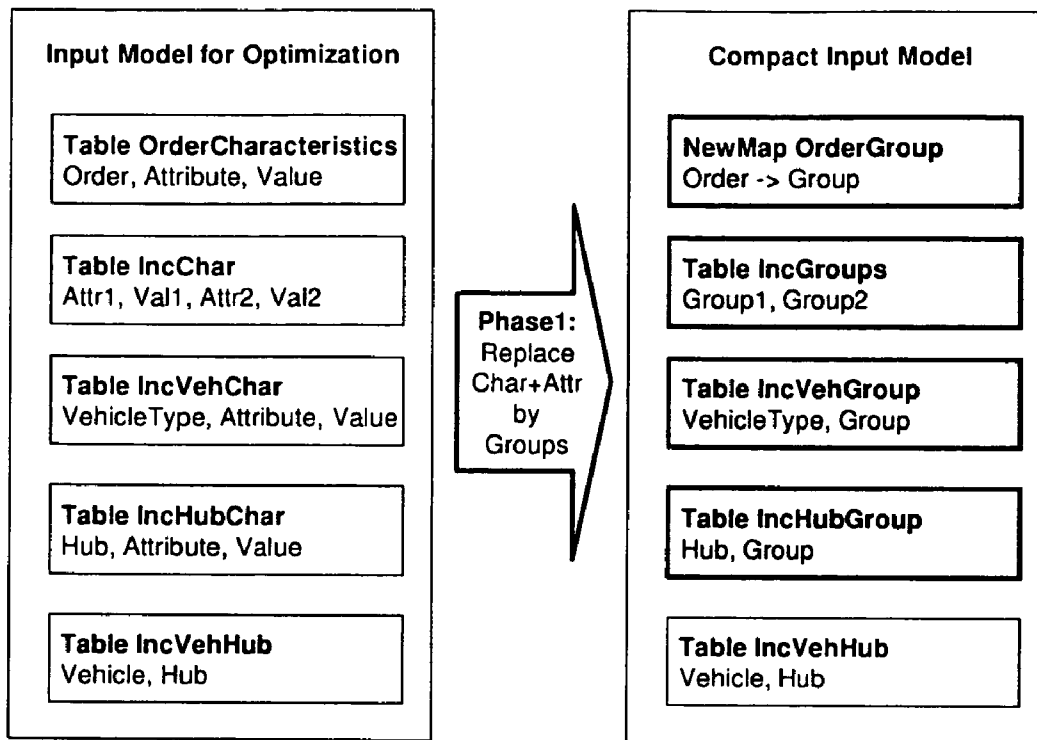 Input Model for Optimization
Table OrderCharacteristics
Order, Attribute, Value
Table IncChar
Attr1, Val1, Attr2, Val2
Table IncVehChar
VehicleType, Attribute, Value
Table IncHubChar
Hub, Attribute, Value
Table IncVehHub
Vehicle, Hub
Phase1:
Replace
Char+Attr
by
Groups
Compact Input Model
NewMap OrderGroup
Order -> Group
Table IncGroups
Group1, Group2
Table IncVehGroup
VehicleType, Group
Table IncHubGroup
Hub, Group
Table IncVehHub
Vehicle, Hub